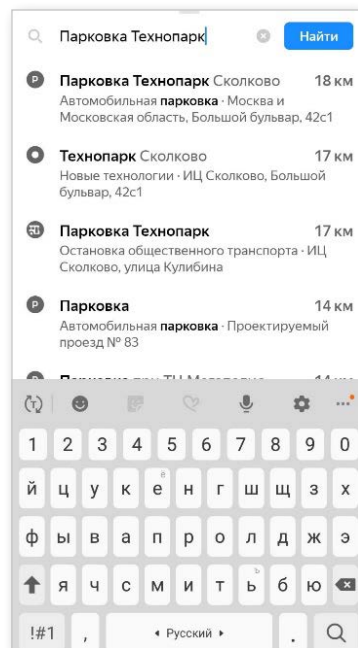 Парковка Технопарк
Найти
Парковка Технопарк Сколково 18 км
Автомобильная парковка · Москва и
Московская область, Большой бульвар, 42с1
Технопарк Сколково 17 км
Новые технологии · ИЦ Сколково, Большой
бульвар, 42с1
Парковка Технопарк 17 км
Остановка общественного транспорта · ИЦ
Сколково, улица Кулибина
Парковка 14 км
Автомобильная парковка · Проектируемый
проезд № 83
1 2 3 4 5 6 7 8 9 0
й ц у к е ё н г ш щ з х
ф ы в а п р о л д ж э
я ч с м и т ь ъ б ю
!#1 , Русский .